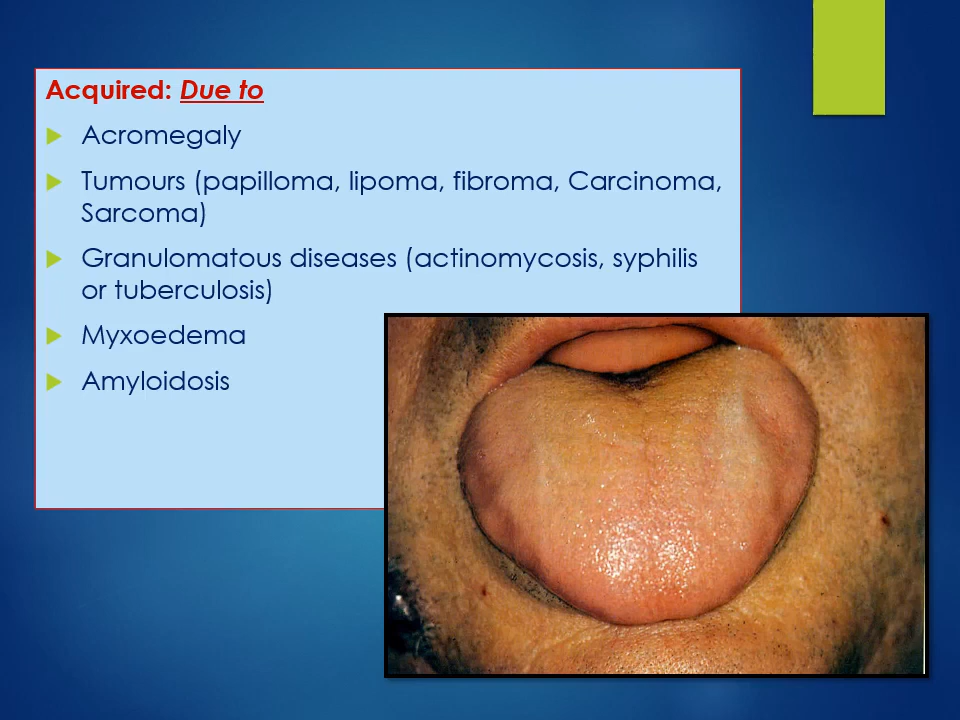 Acquired: Due to
Acromegaly
Tumours (papilloma, lipoma, fibroma, Carcinoma,
Sarcoma)
Granulomatous diseases (actinomycosis, syphilis
or tuberculosis)
Myxoedema
Amyloidosis